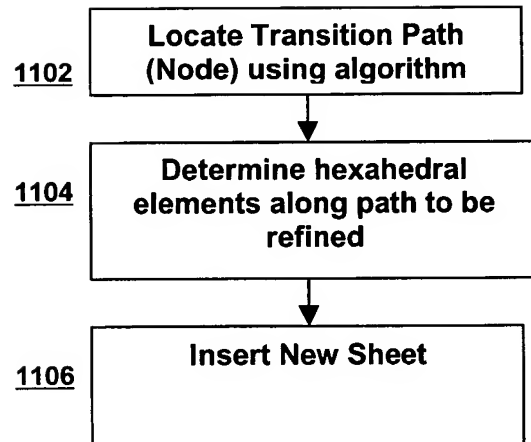 Locate Transition Path
1102
(Node) using algorithm
1104
Determine hexahedral
elements along path to be
refined
1106
Insert New Sheet